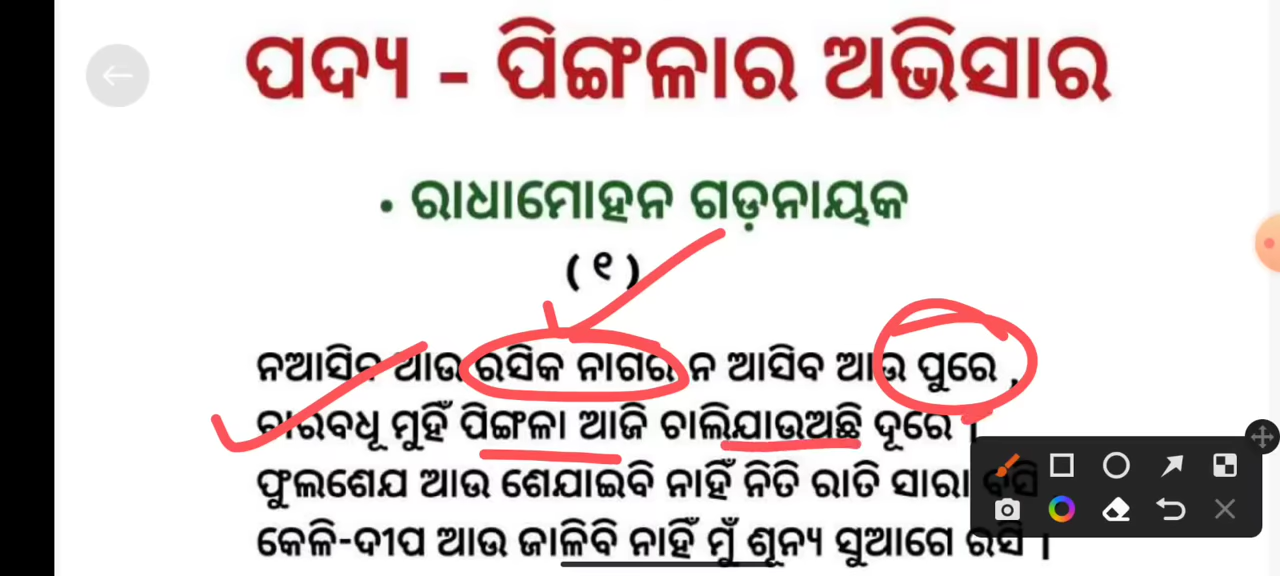 ପଦ୍ୟ - ପିଙ୍ଗଳାର ଅଭିସାର
• ରାଧାମୋହନ ଗଡ଼ନାୟକ
(୧)
ନଆସିବ ଆଉ ରସିକ ନାଗର ନ ଆସିବ ଆଉ ପୁରେ ,
ବାରବଧୂ ମୁହିଁ ପିଙ୍ଗଳା ଆଜି ଚାଲିଯାଉଅଛି ଦୂରେ ।
ଫୁଲଶେଯ ଆଉ ଶେଯାଇବି ନାହିଁ ନିତି ରାତି ସାରା ବସି
କେଳି-ଦୀପ ଆଉ ଜାଳିବି ନାହିଁ ମୁଁ ଶୂନ୍ୟ ସୁଆଗେ ରସି ।